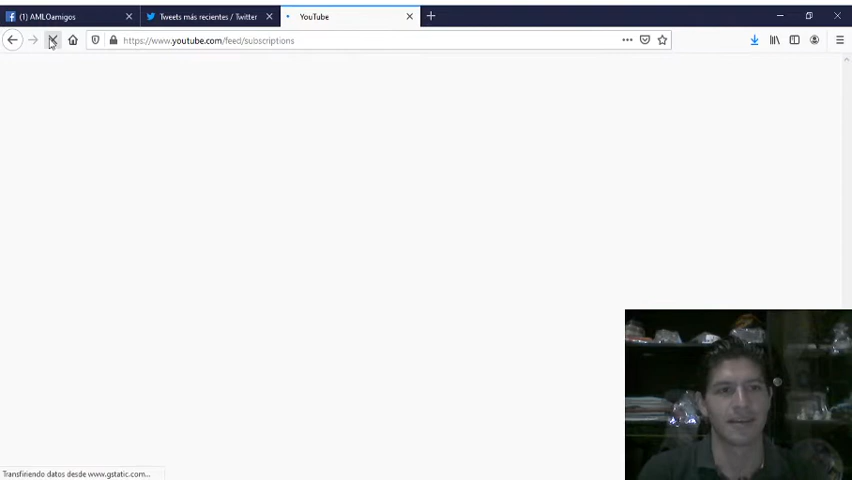 (1) AMLOamigos
Tweets más recientes / Twitter
YouTube
https://www.youtube.com/feed/subscriptions
Transfiriendo datos desde www.gstatic.com...